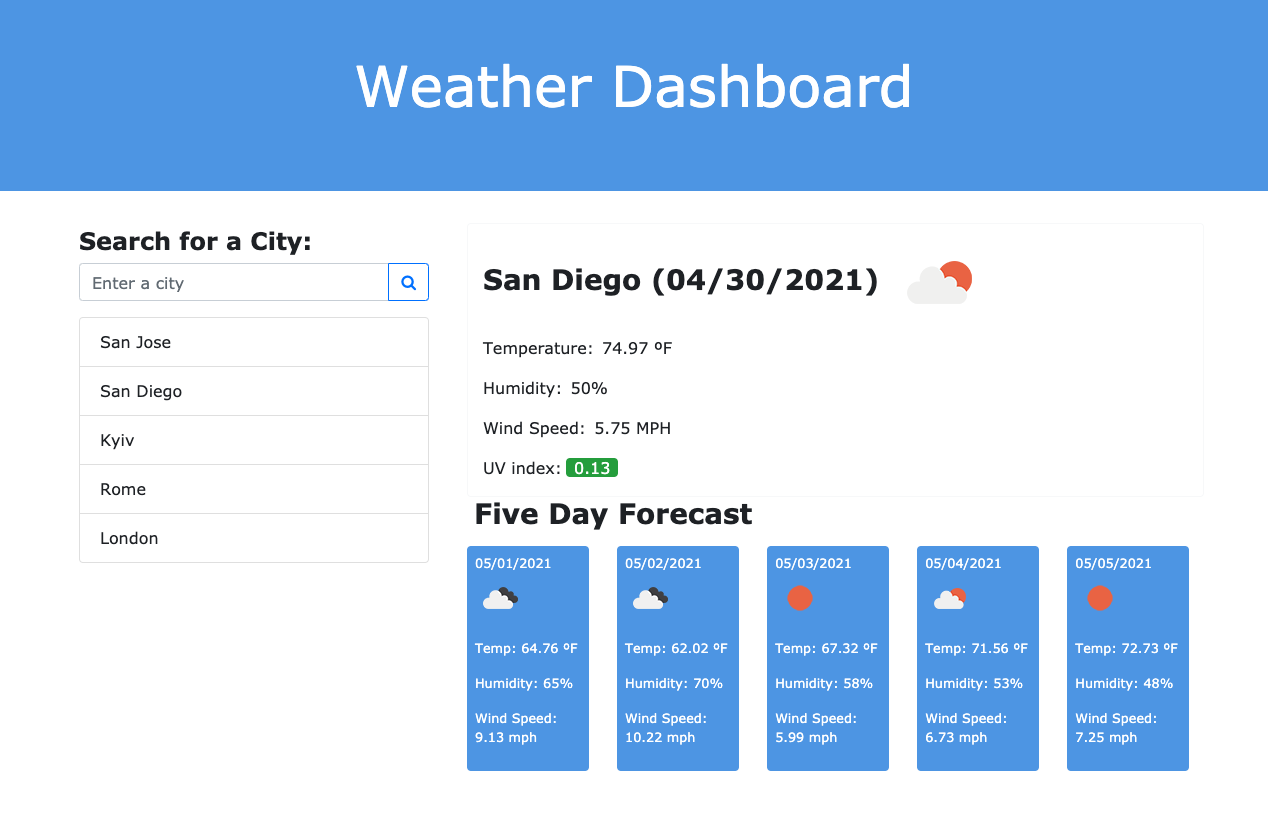 Weather Dashboard
Search for a City:
Enter a city
San Jose
San Diego
Kyiv
Rome
London
San Diego (04/30/2021)
Temperature: 74.97 ºF
Humidity: 50%
Wind Speed: 5.75 MPH
UV index: 0.13
Five Day Forecast
05/01/2021
Temp: 64.76 ºF
Humidity: 65%
Wind Speed:
9.13 mph
05/02/2021
Temp: 62.02 ºF
Humidity: 70%
Wind Speed:
10.22 mph
05/03/2021
Temp: 67.32 ºF
Humidity: 58%
Wind Speed:
5.99 mph
05/04/2021
Temp: 71.56 ºF
Humidity: 53%
Wind Speed:
6.73 mph
05/05/2021
Temp: 72.73 ºF
Humidity: 48%
Wind Speed:
7.25 mph